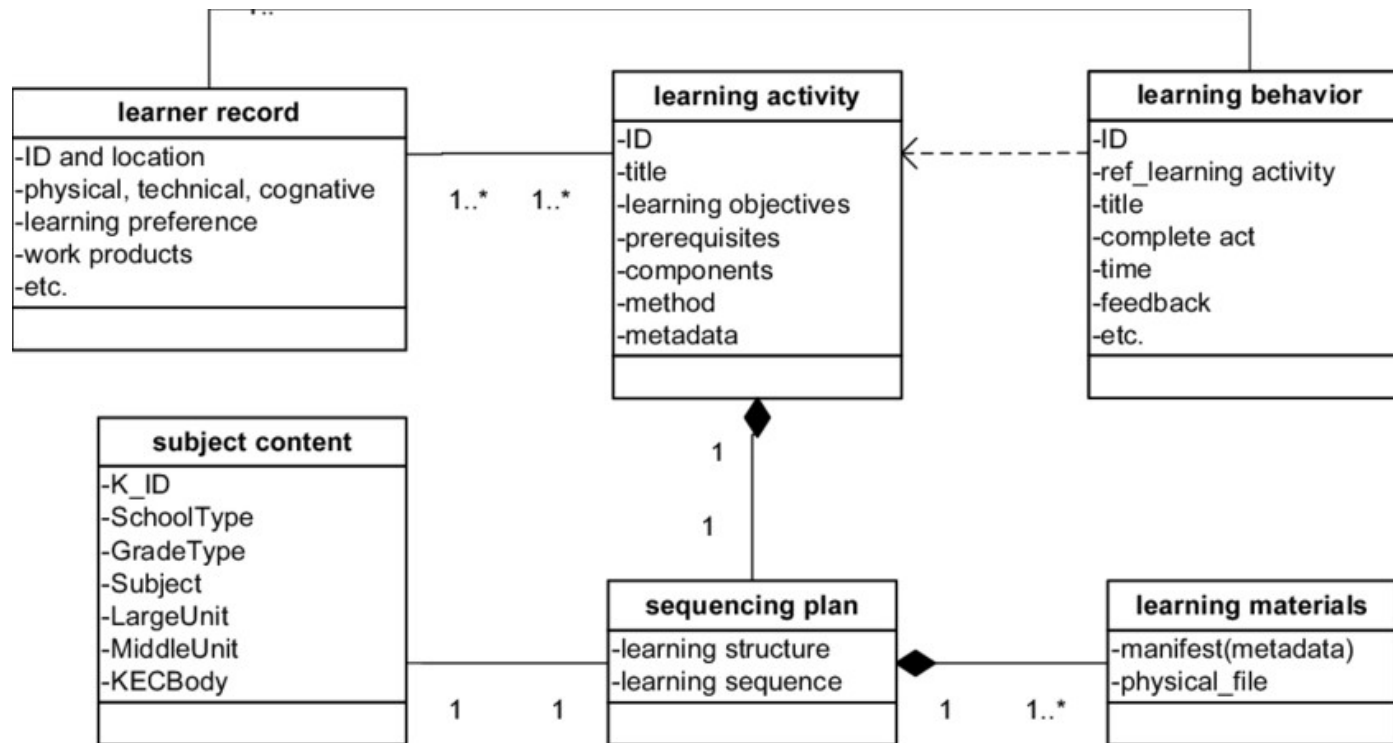 learner record
-ID and location
-physical, technical, cognative
-learning preference
-work products
-etc.
1..*
1..*
learning activity
-ID
-title
-learning objectives
-prerequisites
-components
-method
-metadata
learning behavior
-ID
-ref_learning activity
-title
-complete act
-time
-feedback
-etc.
1
1
subject content
-K_ID
-SchoolType
-GradeType
-Subject
-LargeUnit
-MiddleUnit
-KECBody
1
1
sequencing plan
-learning structure
-learning sequence
1
1..*
learning materials
-manifest(metadata)
-physical_file